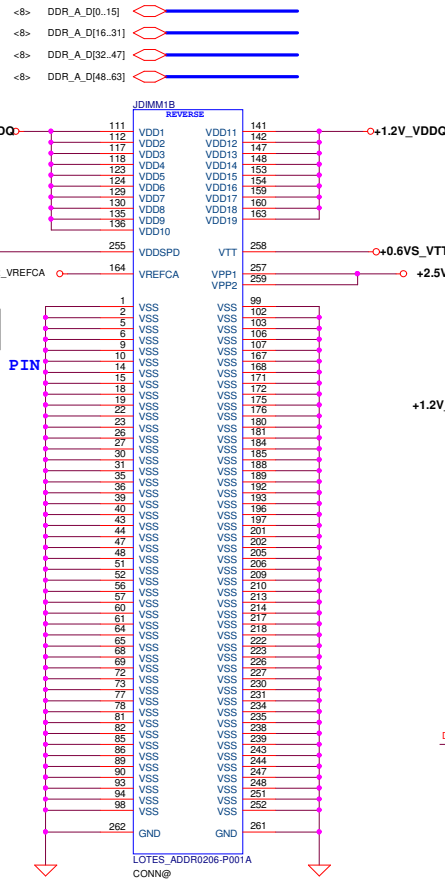 <8> DDR_A_D[0..15]
<8> DDR_A_D[16..31]
<8> DDR_A_D[32..47]
<8> DDR_A_D[48..63]
JDIMM1B
REVERSE
DQ 111 VDD1 VDD11 141 +1.2V_VDDQ
112 VDD2 VDD12 142
117 VDD3 VDD13 147
118 VDD4 VDD14 148
123 VDD5 VDD15 153
124 VDD6 VDD16 154
129 VDD7 VDD17 159
130 VDD8 VDD18 160
135 VDD9 VDD19 163
136 VDD10
255 VDDSPD VTT 258 +0.6VS_VTT
_VREFCA 164 VREFCA VPP1 257 +2.5V
VPP2 259
1 VSS VSS 99
2 VSS VSS 102
5 VSS VSS 103
6 VSS VSS 106
9 VSS VSS 107
10 VSS VSS 167
PIN 14 VSS VSS 168
15 VSS VSS 171
18 VSS VSS 172
19 VSS VSS 175
22 VSS VSS 176
23 VSS VSS 180
26 VSS VSS 181
27 VSS VSS 184
30 VSS VSS 185
31 VSS VSS 188
35 VSS VSS 189
36 VSS VSS 192
39 VSS VSS 193
40 VSS VSS 196
43 VSS VSS 197
44 VSS VSS 201
47 VSS VSS 202
48 VSS VSS 205
51 VSS VSS 206
52 VSS VSS 209
56 VSS VSS 210
57 VSS VSS 213
60 VSS VSS 214
61 VSS VSS 217
64 VSS VSS 218
65 VSS VSS 222
68 VSS VSS 223
69 VSS VSS 226
72 VSS VSS 227
73 VSS VSS 230
77 VSS VSS 231
78 VSS VSS 234
81 VSS VSS 235
82 VSS VSS 238
85 VSS VSS 239
86 VSS VSS 243
89 VSS VSS 244
90 VSS VSS 247
93 VSS VSS 248
94 VSS VSS 251
98 VSS VSS 252
262 GND GND 261
+1.2V_
LOTES_ADDR0206-P001A
CONN@